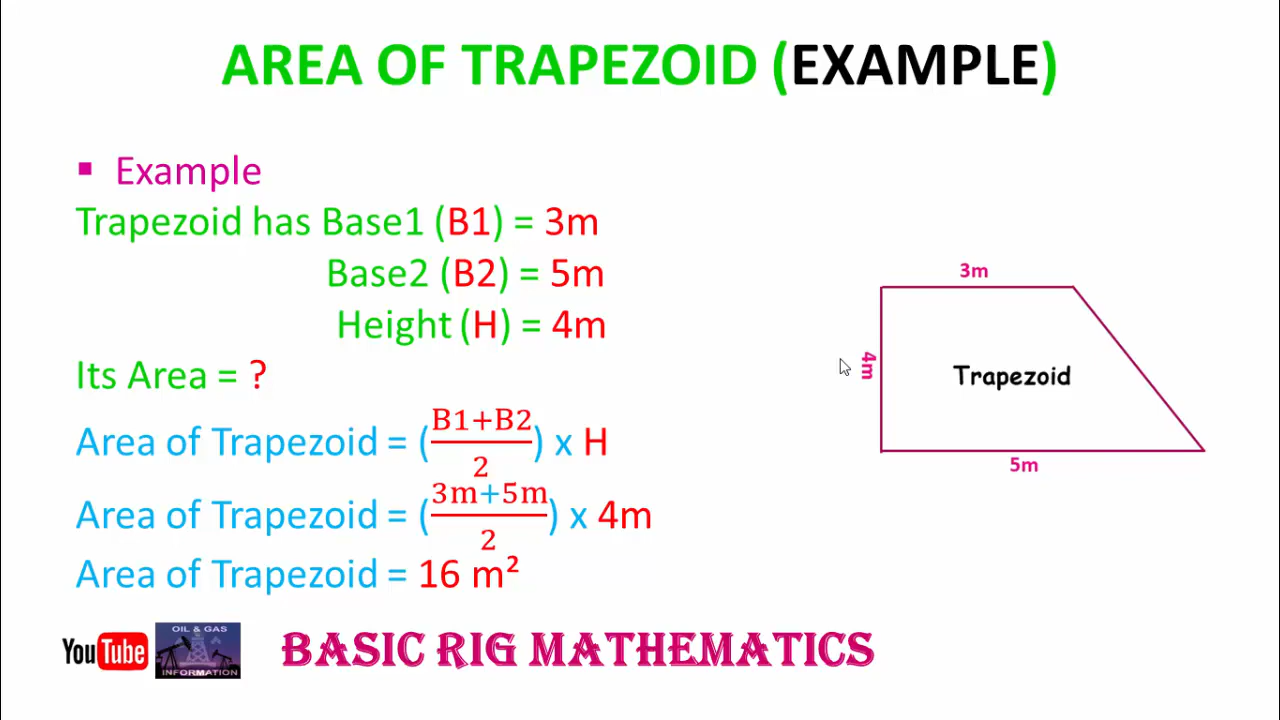 AREA OF TRAPEZOID (EXAMPLE)
▪ Example
Trapezoid has Base1 (B1) = 3m
Base2 (B2) = 5m
Height (H) = 4m
Its Area = ?
Area of Trapezoid = (B1+B2/2) x H
Area of Trapezoid = (3m+5m/2) x 4m
Area of Trapezoid = 16 m²
3m
4m
Trapezoid
5m
YouTube
OIL & GAS
INFORMATION
BASIC RIG MATHEMATICS